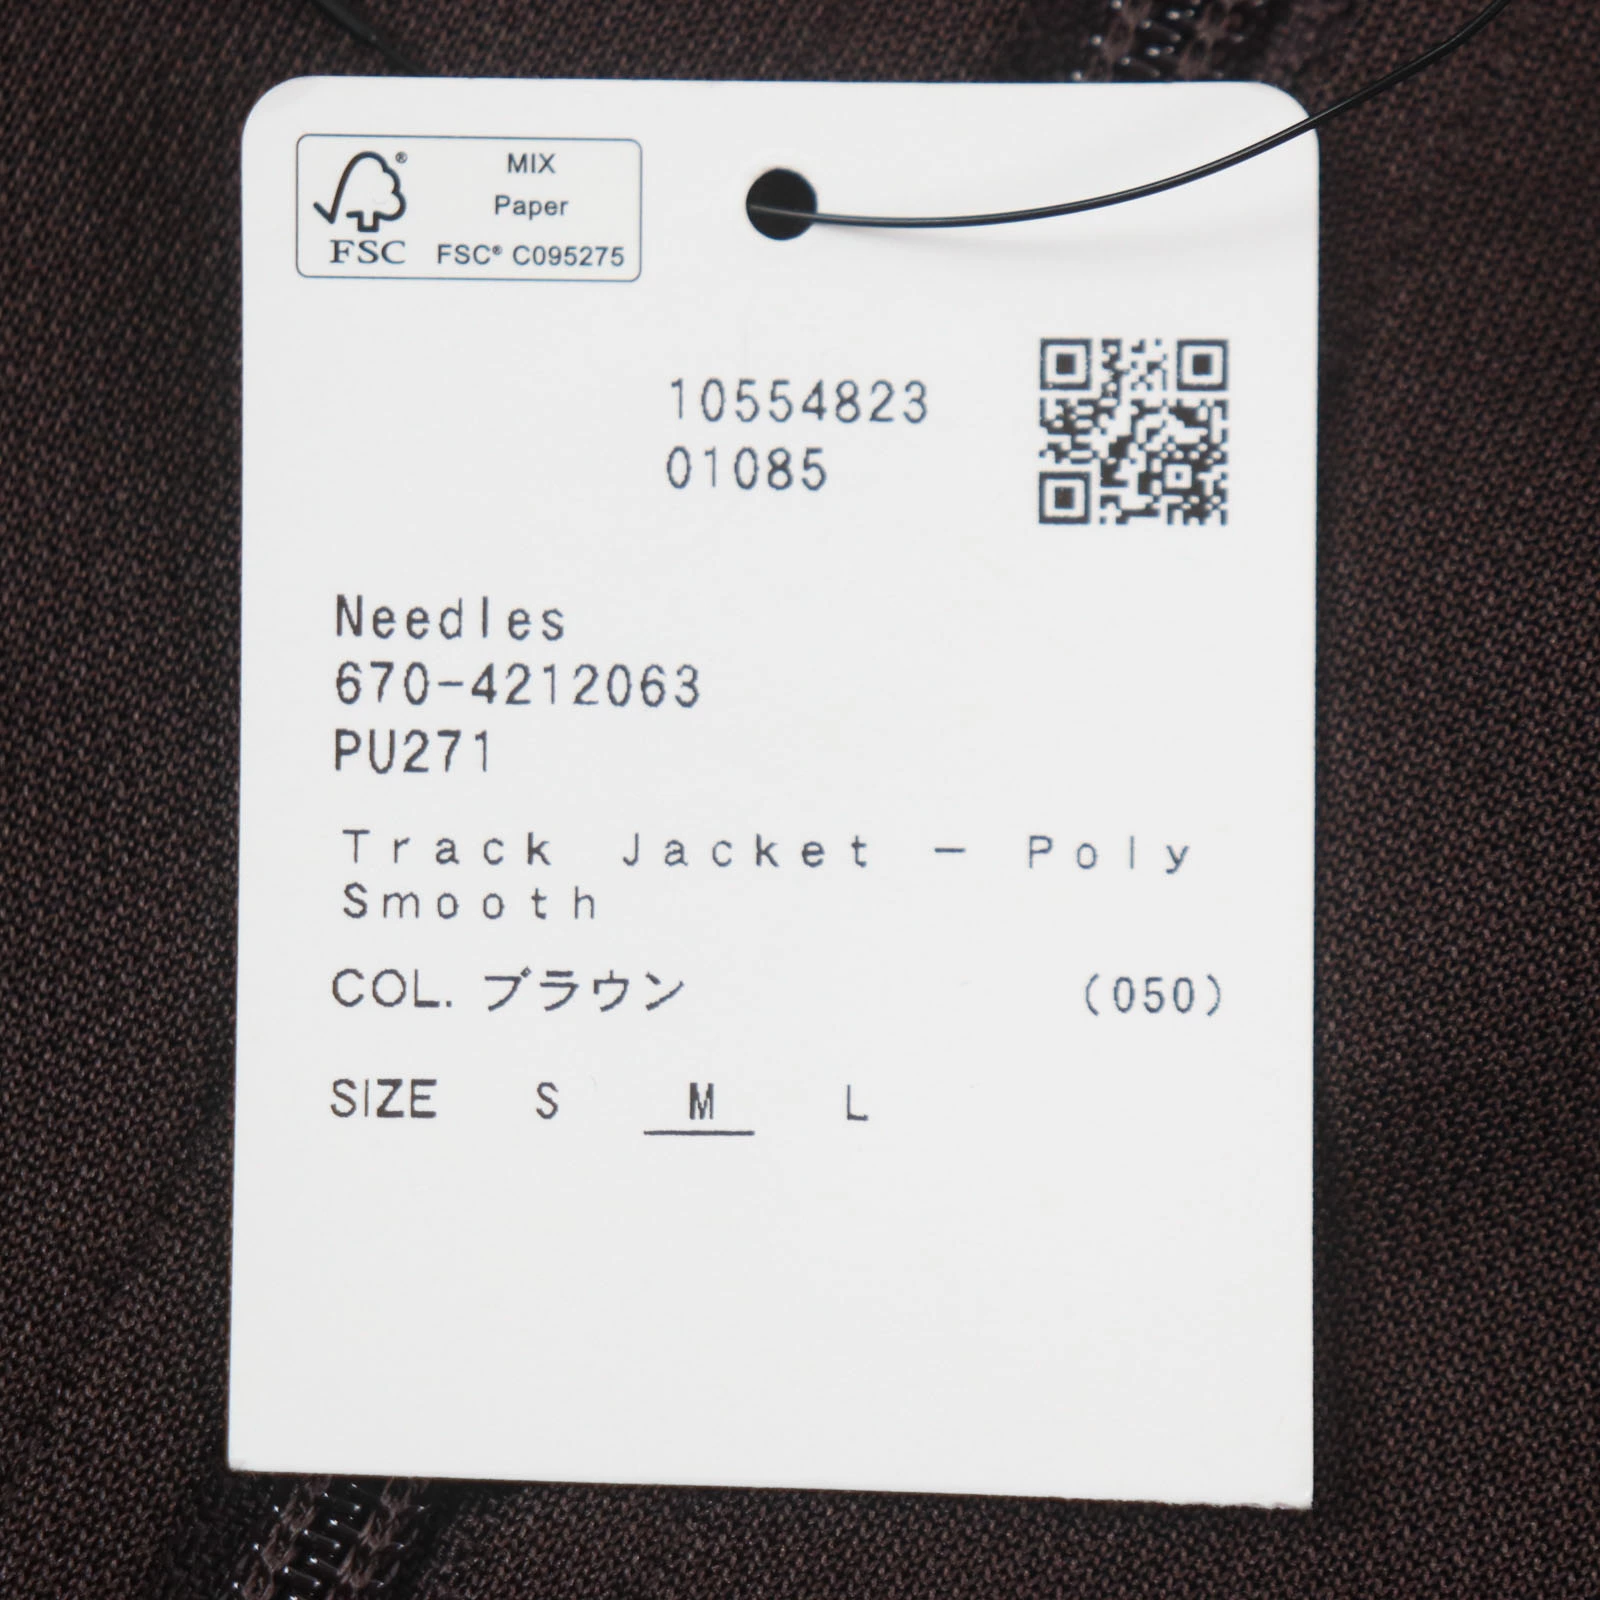 MIX
Paper
FSC® C095275
FSC
10554823
01085
Needles
670-4212063
PU271
Track Jacket - Poly
Smooth
COL. ブラウン (050)
SIZE S M L